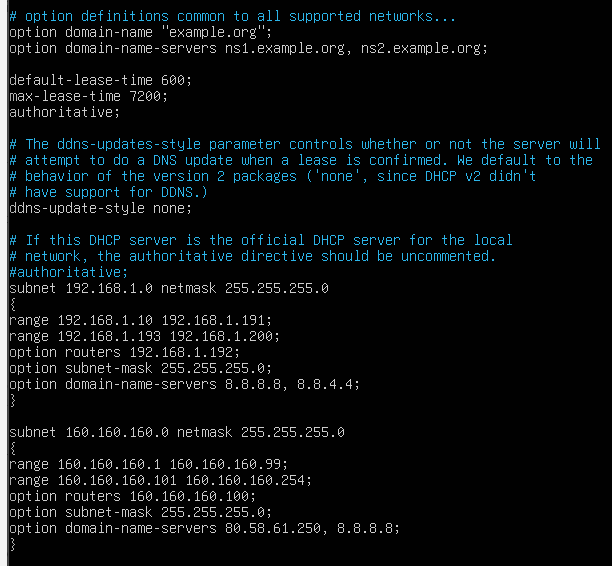 # option definitions common to all supported networks...
option domain-name "example.org";
option domain-name-servers ns1.example.org, ns2.example.org;
default-lease-time 600;
max-lease-time 7200;
authoritative;
# The ddns-updates-style parameter controls whether or not the server will
# attempt to do a DNS update when a lease is confirmed. We default to the
# behavior of the version 2 packages ('none', since DHCP v2 didn't
# have support for DDNS.)
ddns-update-style none;
# If this DHCP server is the official DHCP server for the local
# network, the authoritative directive should be uncommented.
#authoritative;
subnet 192.168.1.0 netmask 255.255.255.0
{
range 192.168.1.10 192.168.1.191;
range 192.168.1.193 192.168.1.200;
option routers 192.168.1.192;
option subnet-mask 255.255.255.0;
option domain-name-servers 8.8.8.8, 8.8.4.4;
}
subnet 160.160.160.0 netmask 255.255.255.0
{
range 160.160.160.1 160.160.160.99;
range 160.160.160.101 160.160.160.254;
option routers 160.160.160.100;
option subnet-mask 255.255.255.0;
option domain-name-servers 80.58.61.250, 8.8.8.8;
}